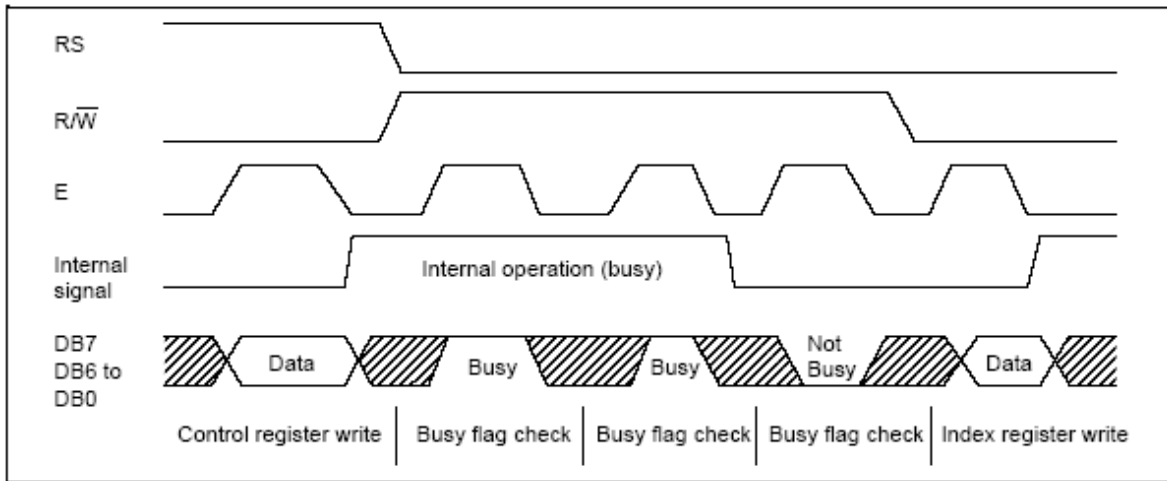 RS
R/W̅
E
Internal
signal
Internal operation (busy)
DB7
DB6 to
DB0
Data
Busy
Busy
Not
Busy
Data
Control register write
Busy flag check
Busy flag check
Busy flag check
Index register write